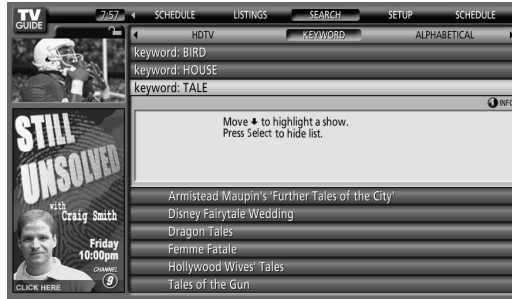 TV
GUIDE
7:57
SCHEDULE LISTINGS SEARCH SETUP SCHEDULE
HDTV KEYWORD ALPHABETICAL
keyword: BIRD
keyword: HOUSE
keyword: TALE
i INFO
Move to highlight a show.
Press Select to hide list.
STILL
UNSOLVED
with
Craig Smith
Friday
10:00pm
CHANNEL
9
CLICK HERE
Armistead Maupin's 'Further Tales of the City'
Disney Fairytale Wedding
Dragon Tales
Femme Fatale
Hollywood Wives' Tales
Tales of the Gun